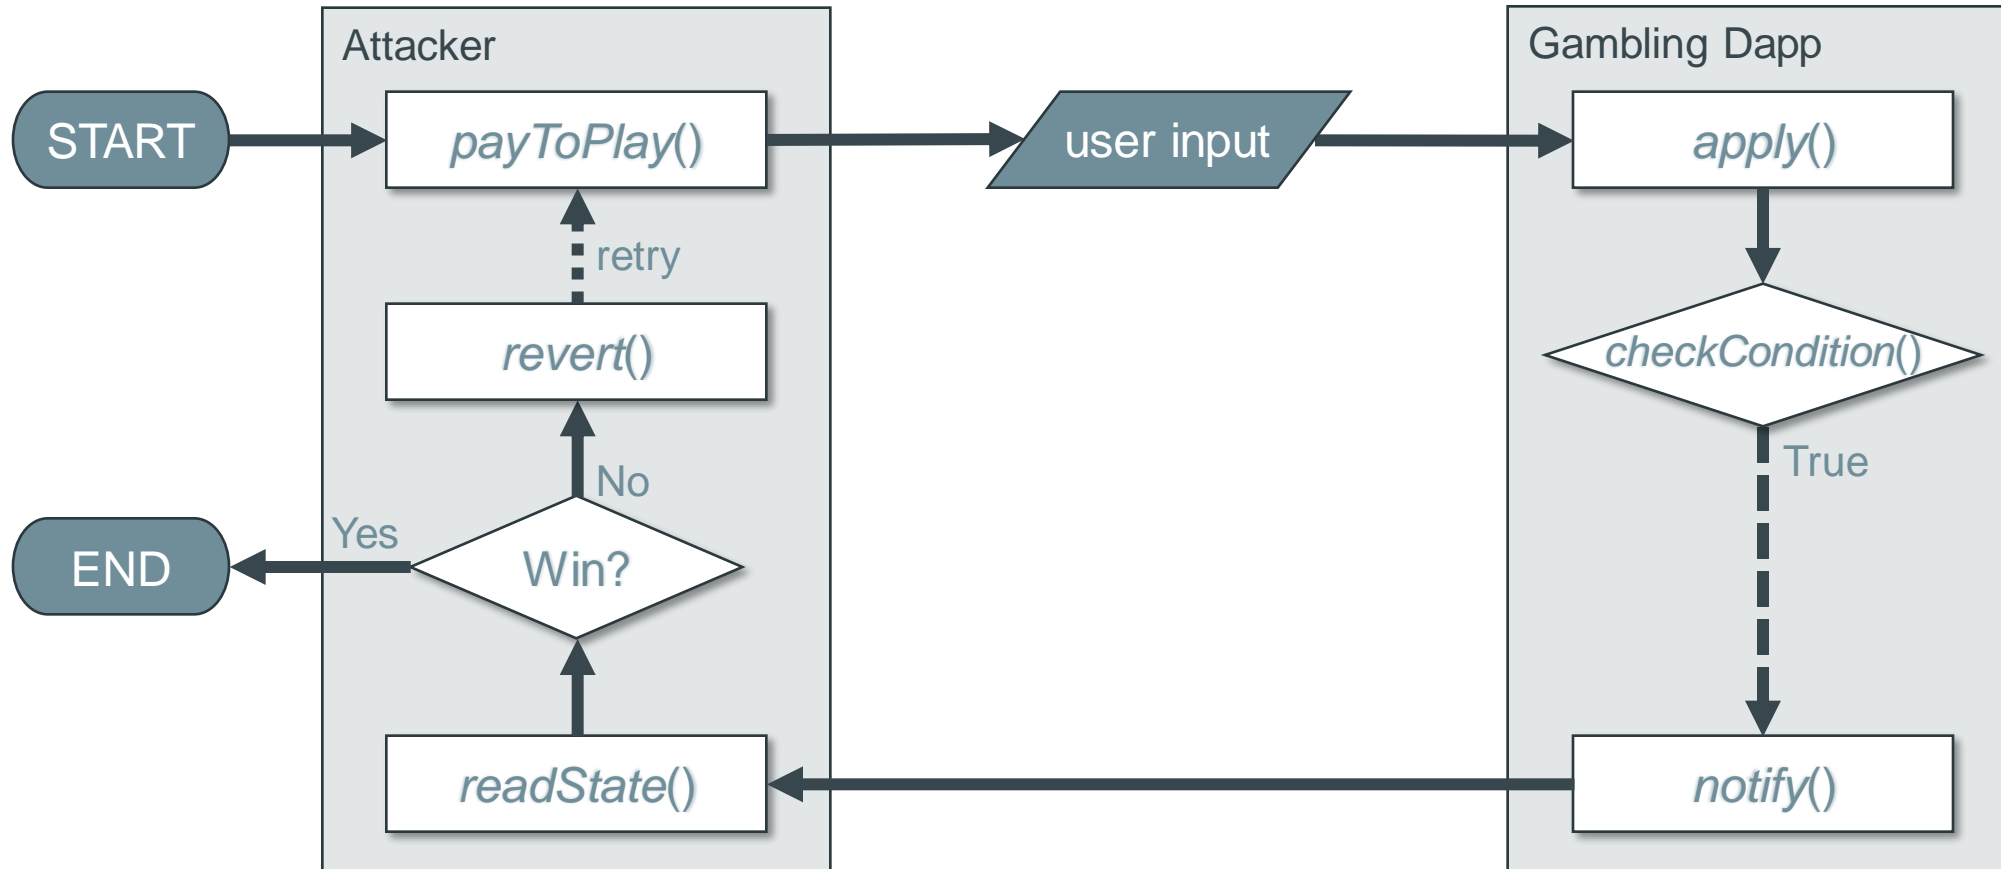 Attacker
Gambling Dapp
START
payToPlay()
user input
apply()
retry
revert()
checkCondition()
True
No
Yes
END
Win?
readState()
notify()